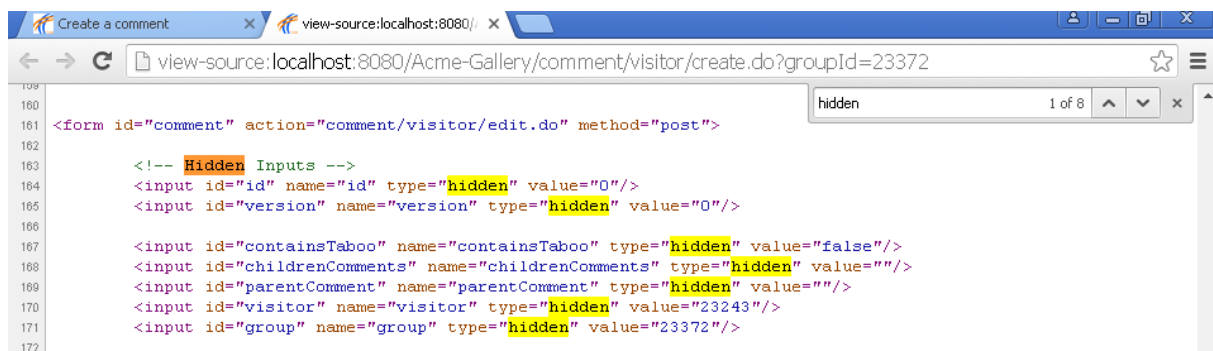 Create a comment
view-source:localhost:8080/
view-source:localhost:8080/Acme-Gallery/comment/visitor/create.do?groupId=23372
hidden 1 of 8
160
161 <form id="comment" action="comment/visitor/edit.do" method="post">
162
163 <!-- Hidden Inputs -->
164 <input id="id" name="id" type="hidden" value="0"/>
165 <input id="version" name="version" type="hidden" value="0"/>
166
167 <input id="containsTaboo" name="containsTaboo" type="hidden" value="false"/>
168 <input id="childrenComments" name="childrenComments" type="hidden" value=""/>
169 <input id="parentComment" name="parentComment" type="hidden" value=""/>
170 <input id="visitor" name="visitor" type="hidden" value="23243"/>
171 <input id="group" name="group" type="hidden" value="23372"/>
172